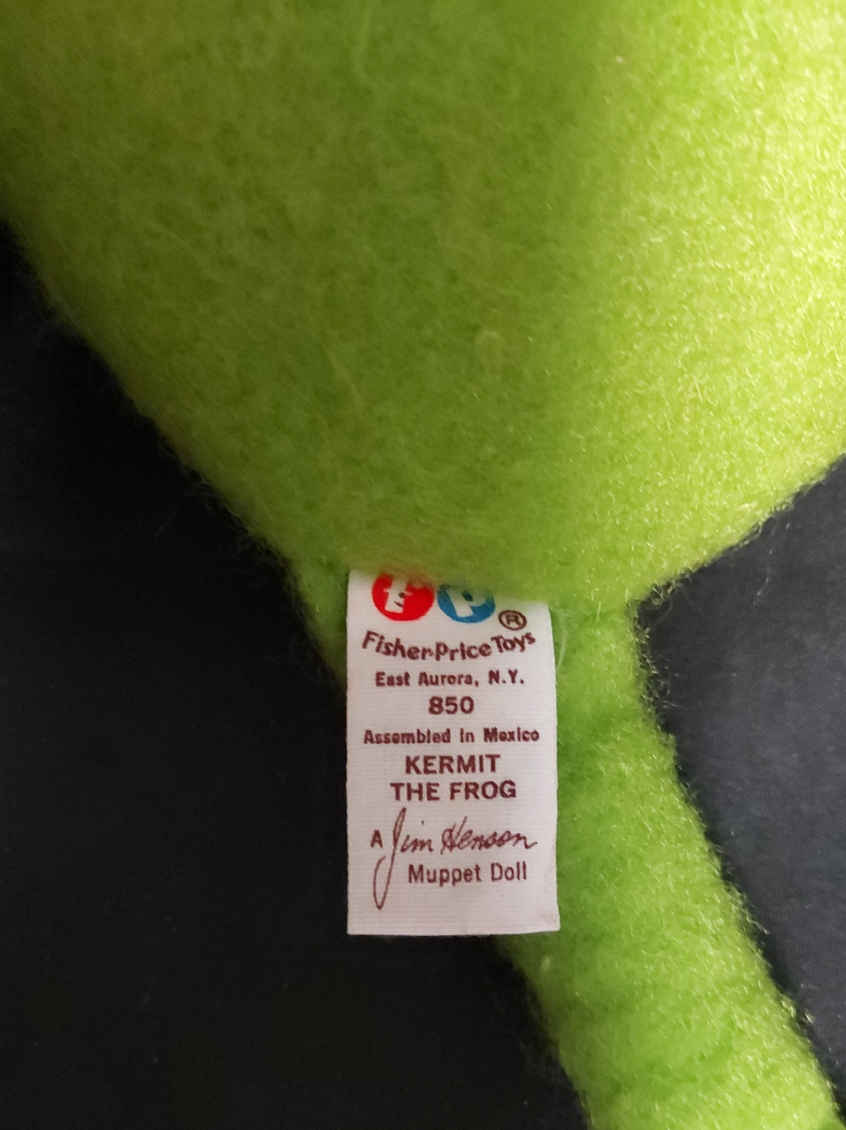 fp ®
Fisher-Price Toys
East Aurora, N.Y.
850
Assembled in Mexico
KERMIT
THE FROG
A Jim Henson
Muppet Doll